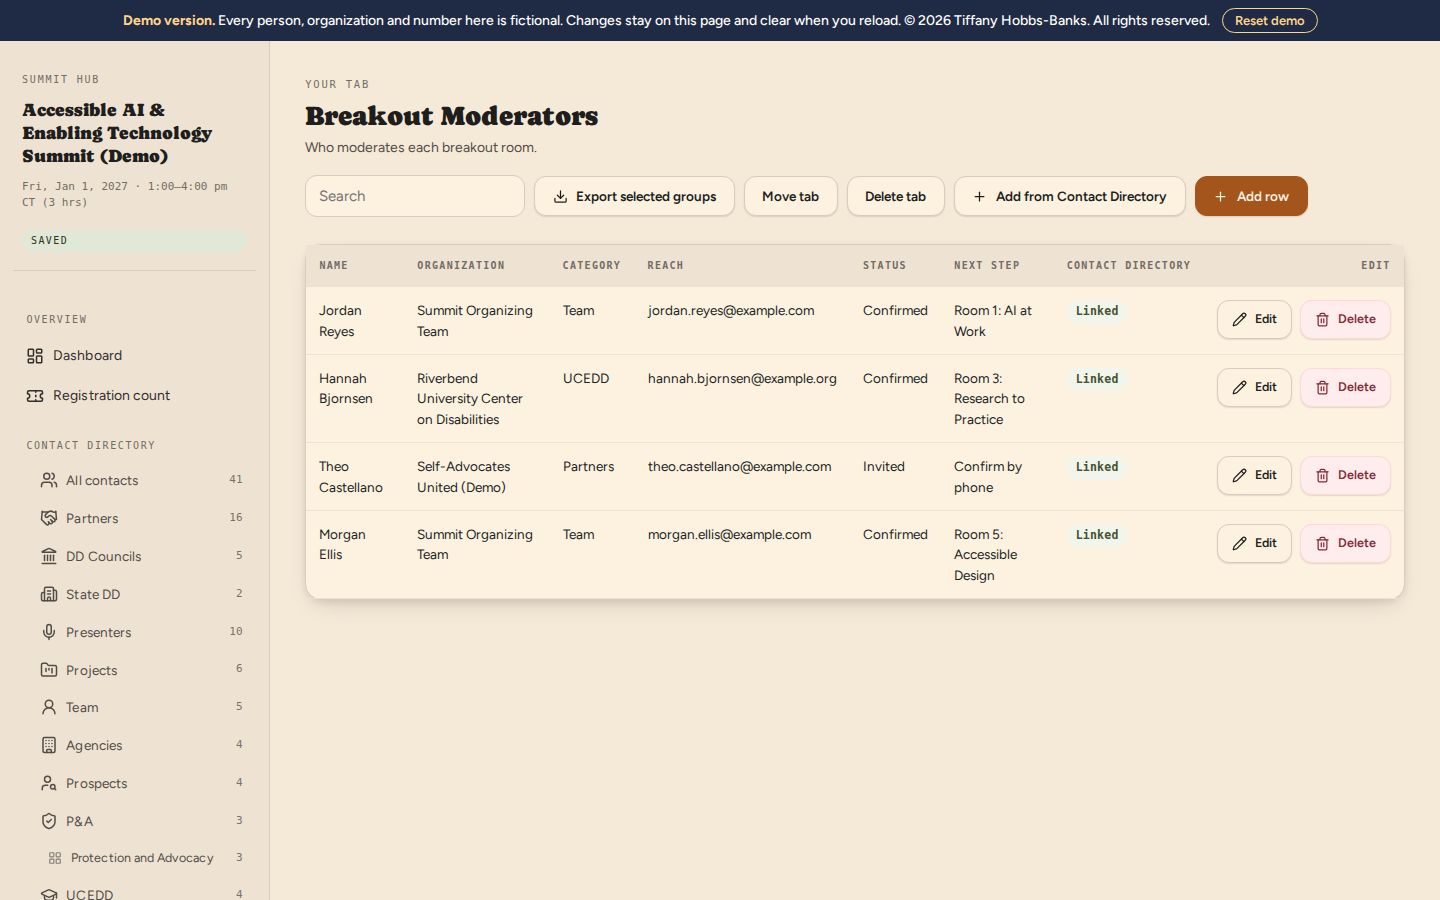 Demo version. Every person, organization and number here is fictional. Changes stay on this page and clear when you reload. © 2026 Tiffany Hobbs-Banks. All rights reserved. Reset demo
SUMMIT HUB
Accessible AI &
Enabling Technology
Summit (Demo)
Fri, Jan 1, 2027 · 1:00–4:00 pm
CT (3 hrs)
SAVED
OVERVIEW
Dashboard
Registration count
CONTACT DIRECTORY
All contacts 41
Partners 16
DD Councils 5
State DD 2
Presenters 10
Projects 6
Team 5
Agencies 4
Prospects 4
P&A 3
Protection and Advocacy 3
UCEDD 4
YOUR TAB
Breakout Moderators
Who moderates each breakout room.
Search Export selected groups Move tab Delete tab Add from Contact Directory Add row
NAME ORGANIZATION CATEGORY REACH STATUS NEXT STEP CONTACT DIRECTORY EDIT
Jordan Summit Organizing Team jordan.reyes@example.com Confirmed Room 1: AI at Linked Edit Delete
Reyes Team Work
Hannah Riverbend UCEDD hannah.bjornsen@example.org Confirmed Room 3: Linked Edit Delete
Bjornsen University Center Research to
on Disabilities Practice
Theo Self-Advocates Partners theo.castellano@example.com Invited Confirm by Linked Edit Delete
Castellano United (Demo) phone
Morgan Summit Organizing Team morgan.ellis@example.com Confirmed Room 5: Linked Edit Delete
Ellis Team Accessible
Design